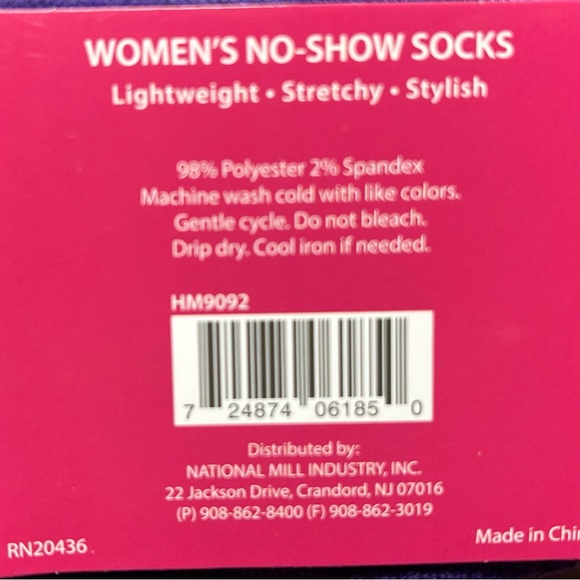 WOMEN'S NO-SHOW SOCKS
Lightweight • Stretchy • Stylish
98% Polyester 2% Spandex
Machine wash cold with like colors.
Gentle cycle. Do not bleach.
Drip dry. Cool iron if needed.
HM9092
7 24874 06185 0
Distributed by:
NATIONAL MILL INDUSTRY, INC.
22 Jackson Drive, Crandord, NJ 07016
(P) 908-862-8400 (F) 908-862-3019
RN20436
Made in Chi